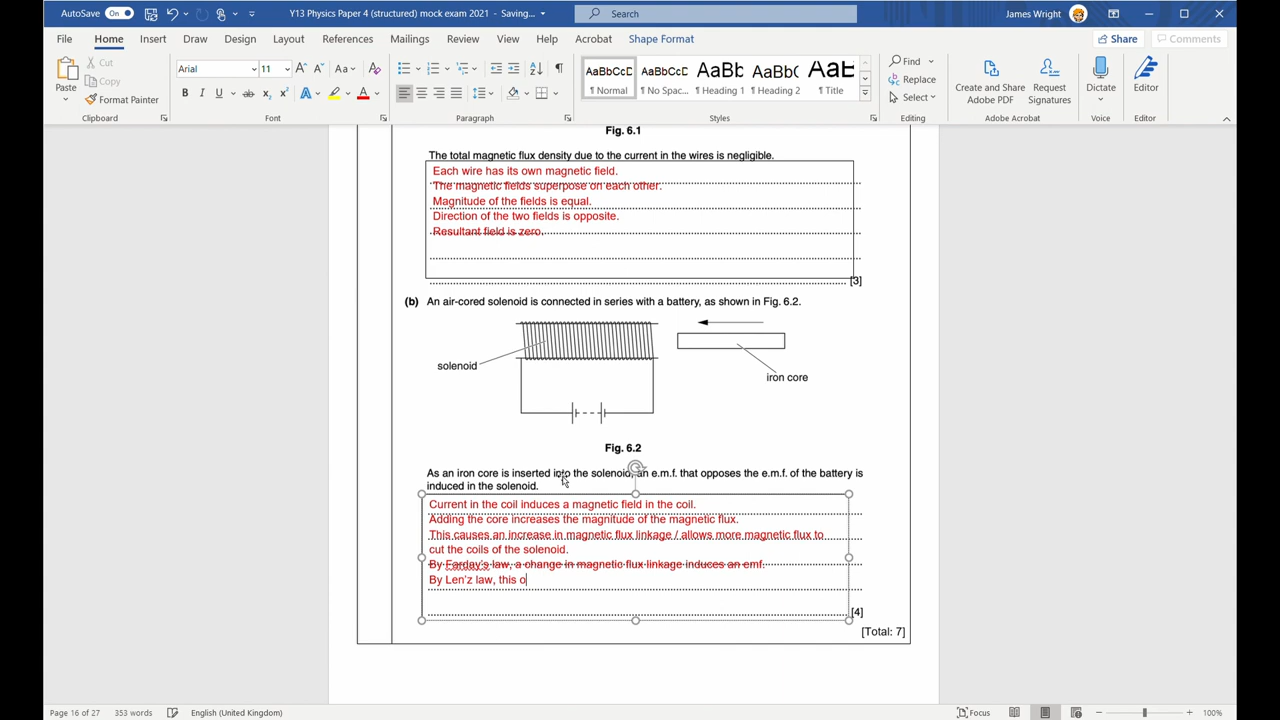 AutoSave On Y13 Physics Paper 4 (structured) mock exam 2021 - Saving... Search James Wright
File Home Insert Draw Design Layout References Mailings Review View Help Acrobat Shape Format Share Comments
Paste Cut Copy Format Painter
Arial 11
AaBbCcD AaBbCcD AaBb( AaBb( AaBb
¶ Normal ¶ No Spac... ¶ Heading 1 ¶ Heading 2 ¶ Title
Find Replace Select
Create and Share Adobe PDF Request Signatures Dictate Editor
Clipboard Font Paragraph Styles Editing Adobe Acrobat Voice Editor
Fig. 6.1
The total magnetic flux density due to the current in the wires is negligible.
Each wire has its own magnetic field.
The magnetic fields superpose on each other.
Magnitude of the fields is equal.
Direction of the two fields is opposite.
Resultant field is zero.
[3]
(b) An air-cored solenoid is connected in series with a battery, as shown in Fig. 6.2.
solenoid
iron core
Fig. 6.2
As an iron core is inserted into the solenoid, an e.m.f. that opposes the e.m.f. of the battery is
induced in the solenoid.
Current in the coil induces a magnetic field in the coil.
Adding the core increases the magnitude of the magnetic flux.
This causes an increase in magnetic flux linkage / allows more magnetic flux to
cut the coils of the solenoid.
By Farday's law, a change in magnetic flux linkage induces an emf.
By Len'z law, this o
[4]
[Total: 7]
Page 16 of 27 353 words English (United Kingdom) Focus 100%